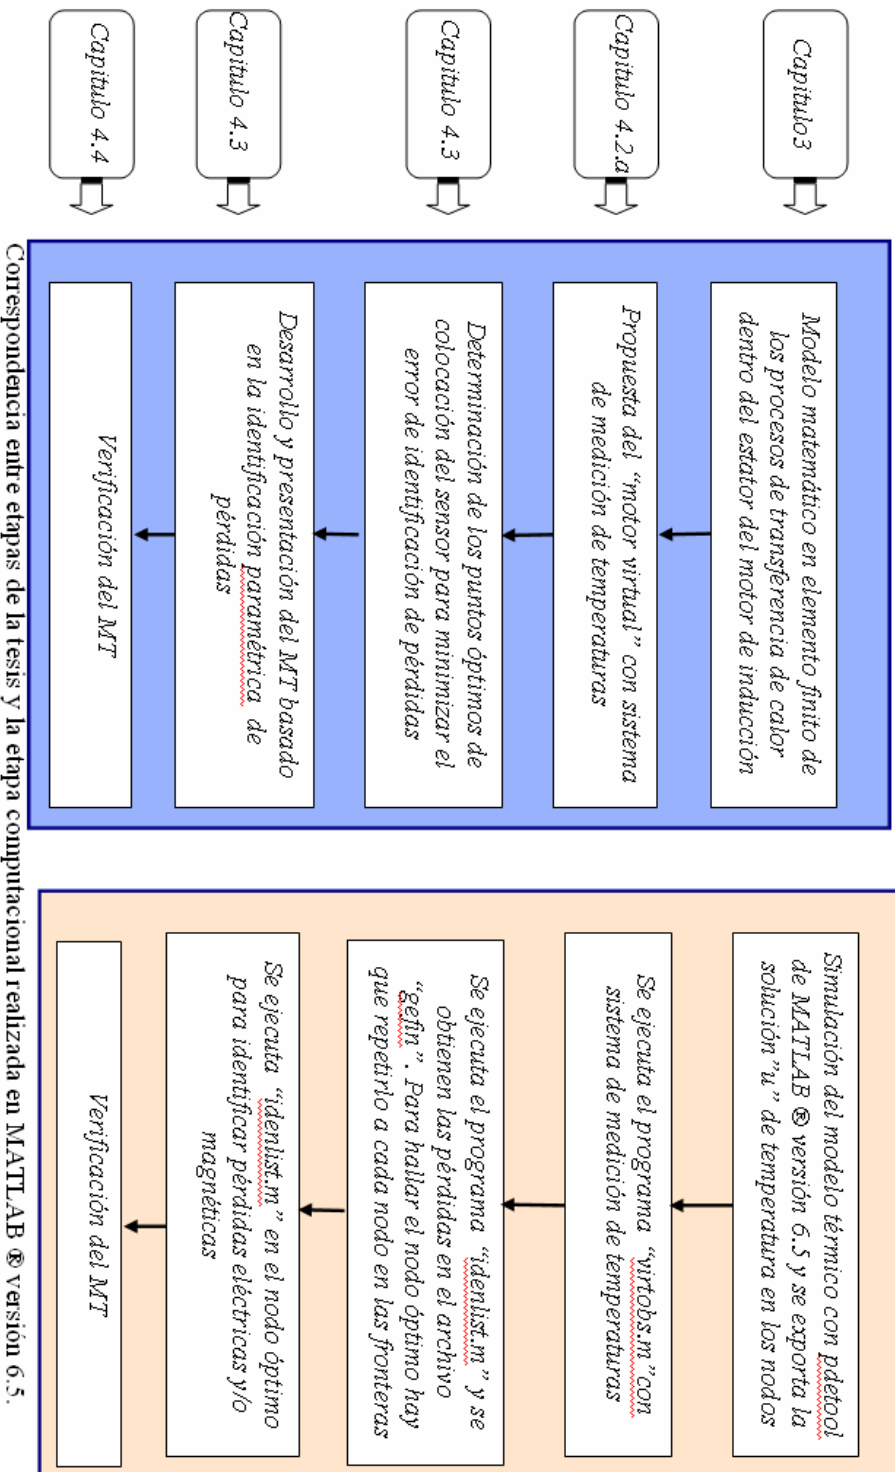 Capitulo3
Modelo matemático en elemento finito de
los procesos de transferencia de calor
dentro del estator del motor de inducción
Simulación del modelo térmico con pdetool
de MATLAB ® versión 6.5 y se exporta la
solución "u" de temperatura en los nodos
Capitulo 4.2.a
Propuesta del "motor virtual" con sistema
de medición de temperaturas
Se ejecuta el programa "virtobs.m"con
sistema de medición de temperaturas
Capitulo 4.3
Determinación de los puntos óptimos de
colocación del sensor para minimizar el
error de identificación de pérdidas
Se ejecuta el programa "idenlist.m" y se
obtienen las pérdidas en el archivo
"gefin". Para hallar el nodo óptimo hay
que repetirlo a cada nodo en las fronteras
Capitulo 4.3
Desarrollo y presentación del MT basado
en la identificación paramétrica de
pérdidas
Se ejecuta "idenlist.m" en el nodo óptimo
para identificar pérdidas eléctricas y/o
magnéticas
Capitulo 4.4
Verificación del MT
Verificación del MT
Correspondencia entre etapas de la tesis y la etapa computacional realizada en MATLAB ® versión 6.5.